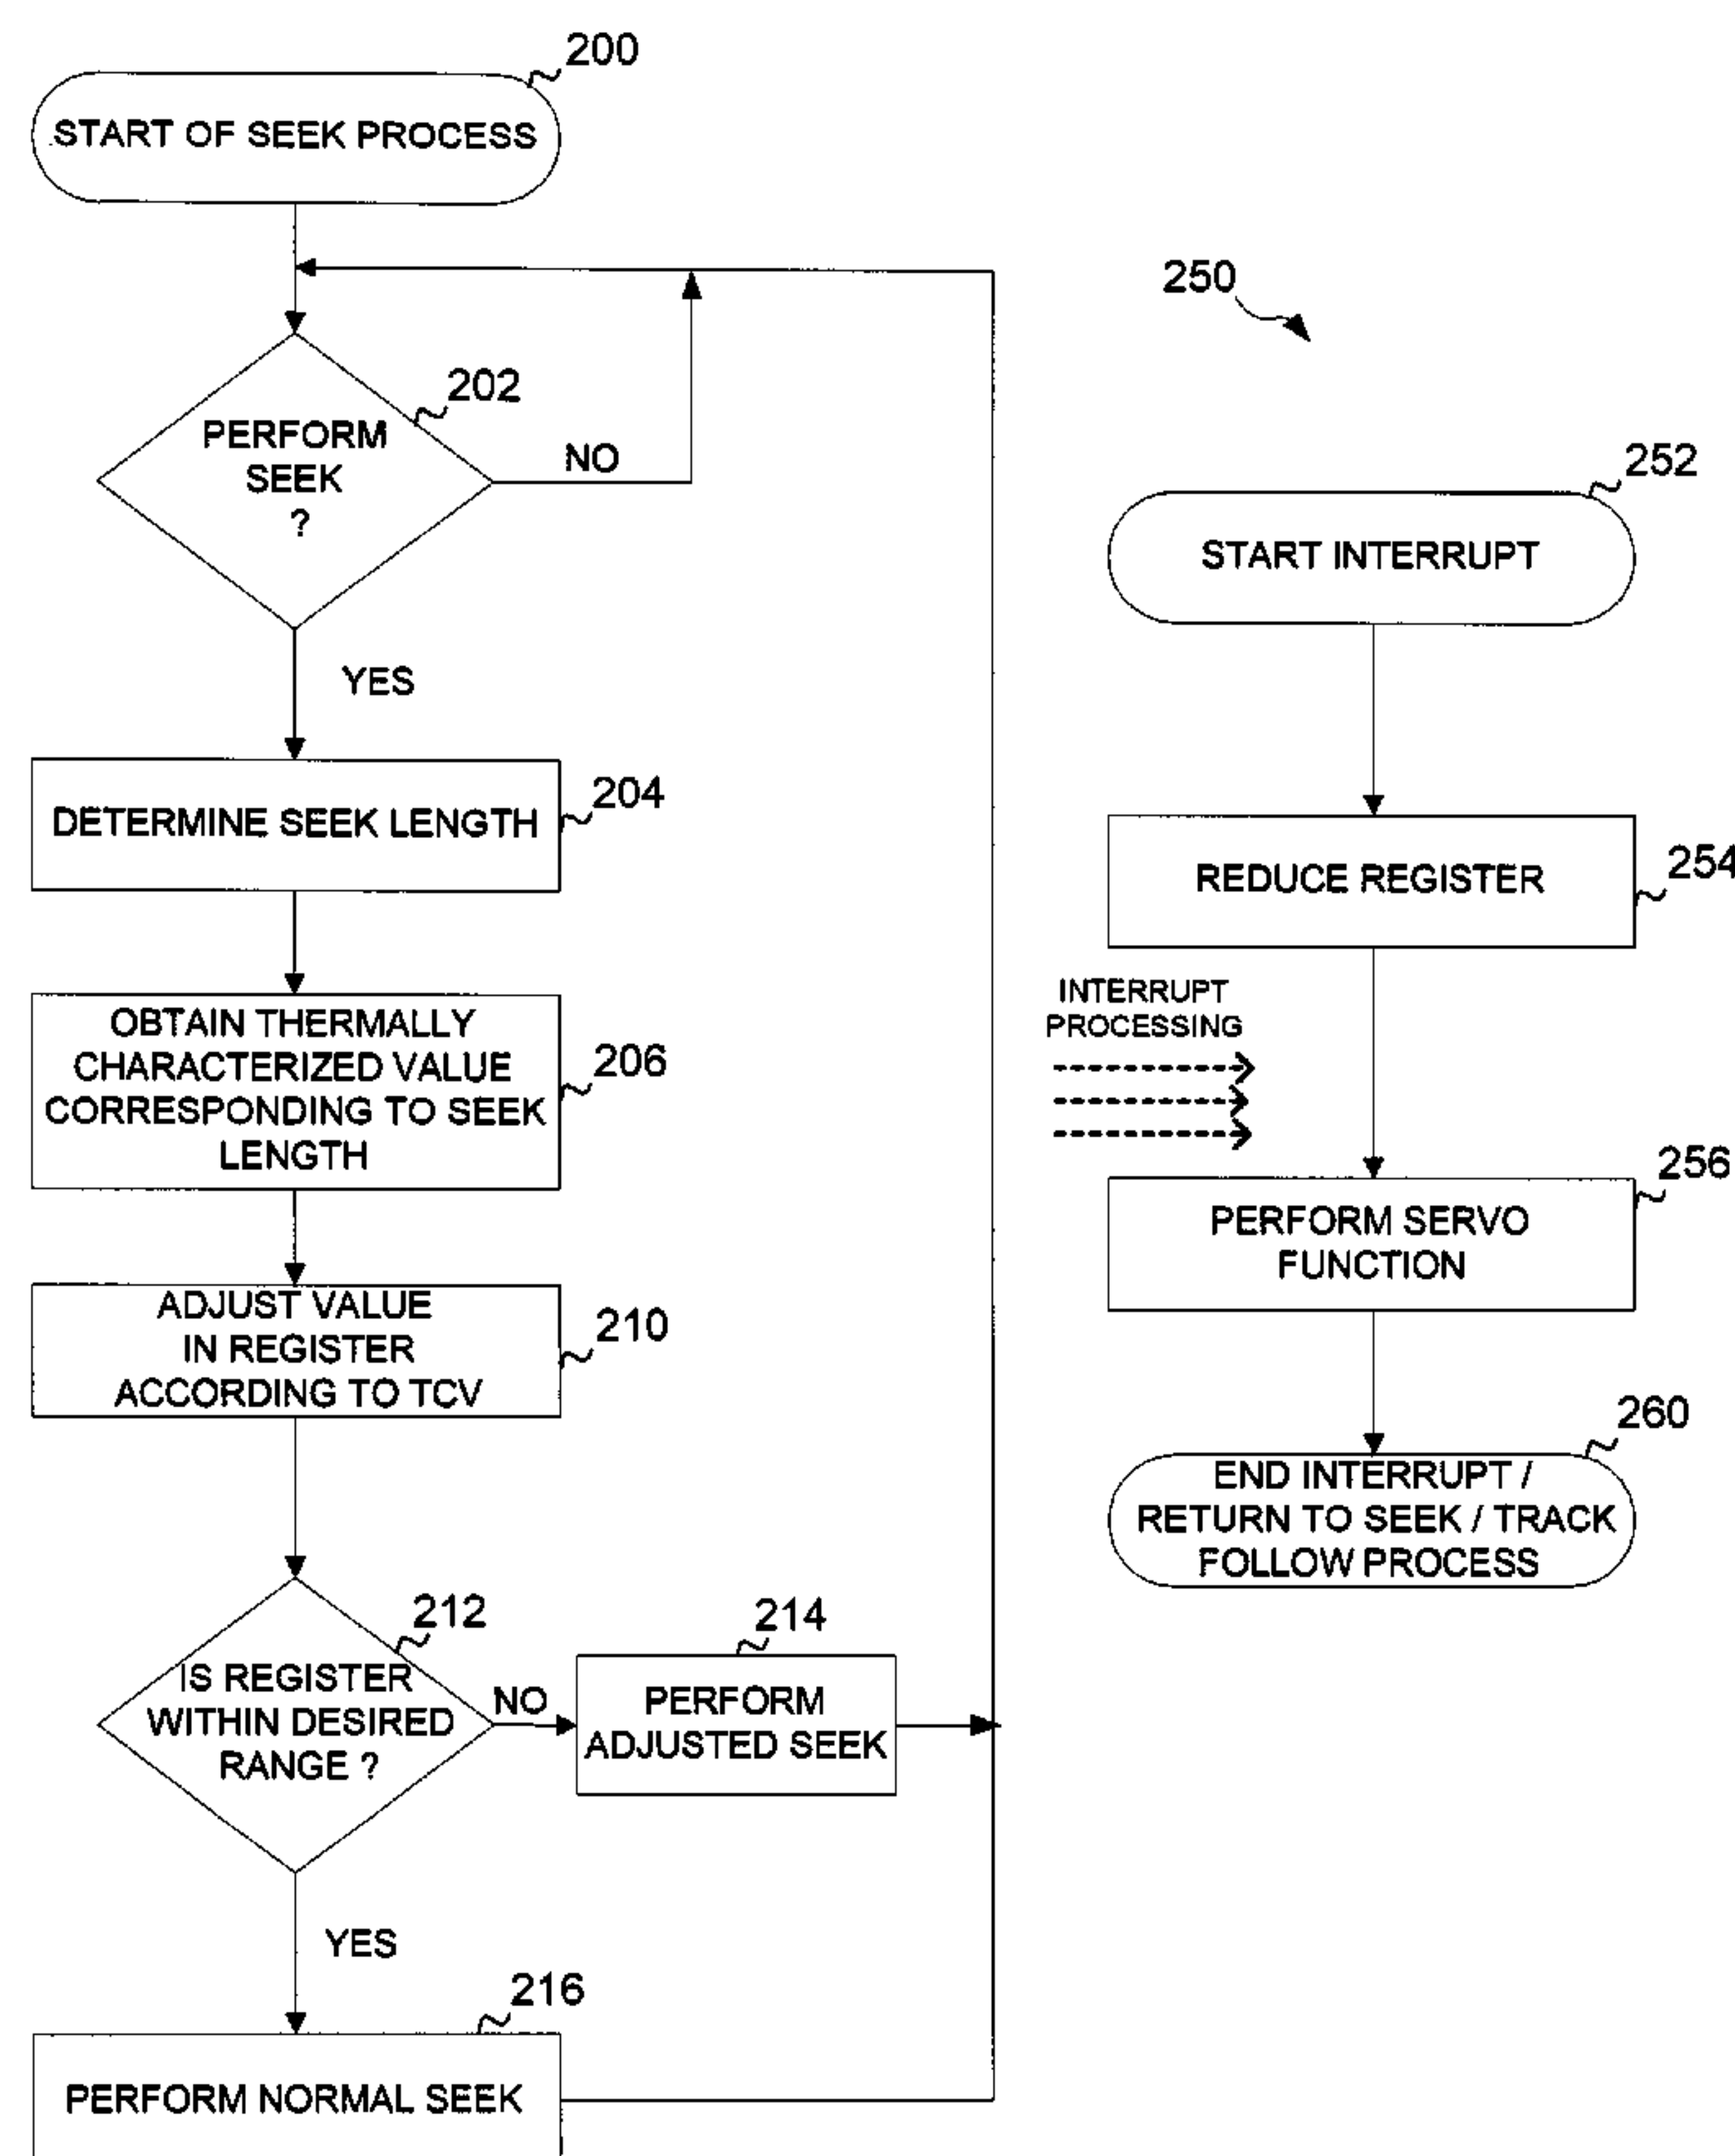 200
START OF SEEK PROCESS
202
PERFORM
SEEK
?
NO
YES
204
DETERMINE SEEK LENGTH
206
OBTAIN THERMALLY
CHARACTERIZED VALUE
CORRESPONDING TO SEEK
LENGTH
210
ADJUST VALUE
IN REGISTER
ACCORDING TO TCV
212
IS REGISTER
WITHIN DESIRED
RANGE ?
NO
214
PERFORM
ADJUSTED SEEK
YES
216
PERFORM NORMAL SEEK
250
252
START INTERRUPT
254
REDUCE REGISTER
INTERRUPT
PROCESSING
256
PERFORM SERVO
FUNCTION
260
END INTERRUPT /
RETURN TO SEEK / TRACK
FOLLOW PROCESS